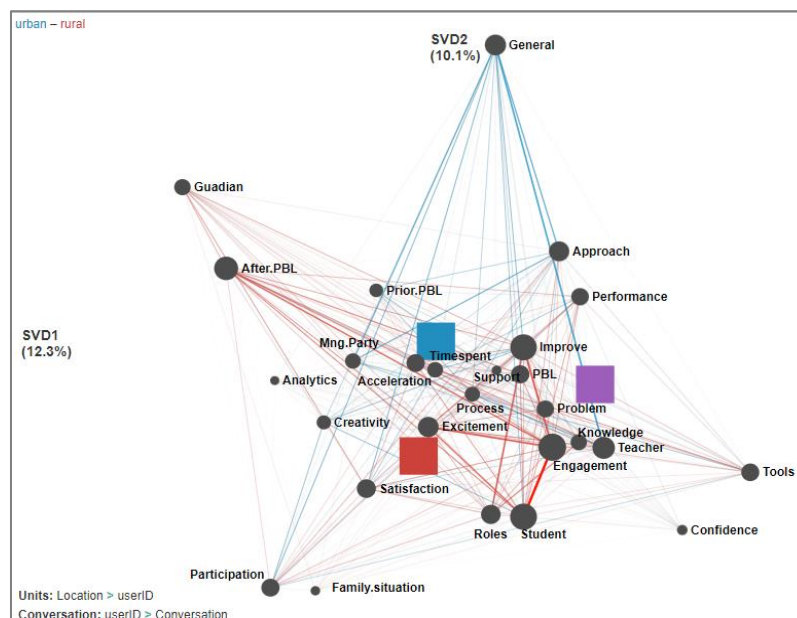 urban – rural
SVD2
(10.1%)
General
Guadian
After.PBL
Approach
Prior.PBL
Performance
SVD1
(12.3%)
Mng.Party
Improve
Timespent
Acceleration
Support
PBL
Analytics
Process
Problem
Creativity
Excitement
Knowledge
Teacher
Engagement
Tools
Satisfaction
Roles
Student
Confidence
Participation
Family.situation
Units: Location > userID
Conversation: userID > Conversation